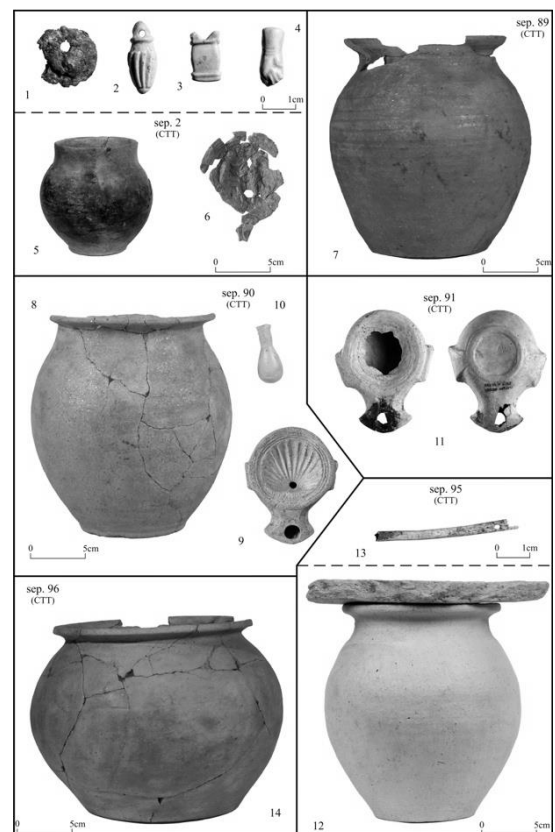 1
2
3
4
0 1cm
sep. 2
(CTT)
5
6
0 5cm
sep. 89
(CTT)
7
0 5cm
sep. 90
(CTT)
8
10
9
0 5cm
sep. 91
(CTT)
11
sep. 95
(CTT)
13
0 1cm
12
0 5cm
sep. 96
(CTT)
14
0 5cm